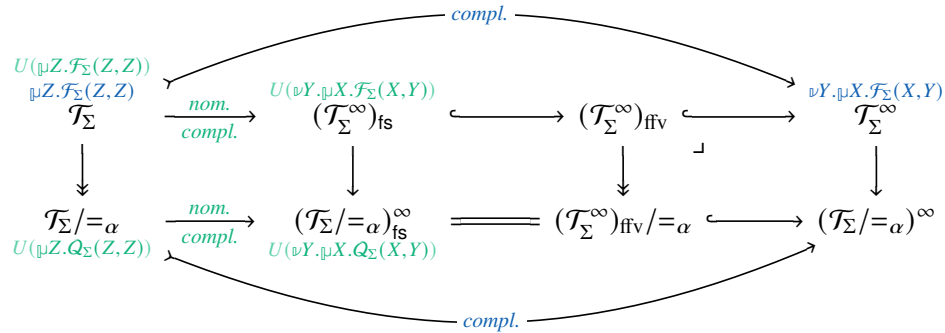 compl.
U(μZ.ℱ_Σ(Z,Z)) U(νY.μX.ℱ_Σ(X,Y)) νY.μX.ℱ_Σ(X,Y)
μZ.ℱ_Σ(Z,Z)
𝒯_Σ nom. compl. (𝒯_Σ^∞)_fs (𝒯_Σ^∞)_ffv 𝒯_Σ^∞
𝒯_Σ/=_α nom. compl. (𝒯_Σ/=_α)_fs^∞ (𝒯_Σ^∞)_ffv/=_α (𝒯_Σ/=_α)^∞
U(μZ.𝒬_Σ(Z,Z)) U(νY.μX.𝒬_Σ(X,Y))
compl.